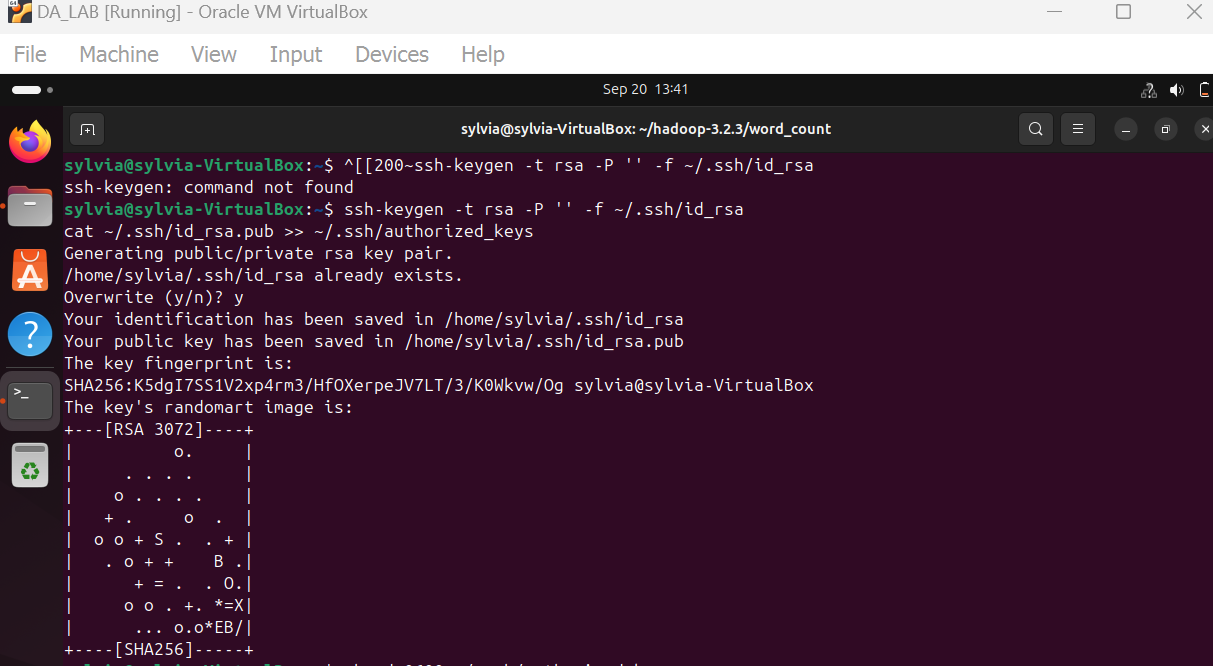 DA_LAB [Running] - Oracle VM VirtualBox
File Machine View Input Devices Help
Sep 20 13:41
sylvia@sylvia-VirtualBox: ~/hadoop-3.2.3/word_count
sylvia@sylvia-VirtualBox:~$ ^[[200~ssh-keygen -t rsa -P '' -f ~/.ssh/id_rsa
ssh-keygen: command not found
sylvia@sylvia-VirtualBox:~$ ssh-keygen -t rsa -P '' -f ~/.ssh/id_rsa
cat ~/.ssh/id_rsa.pub >> ~/.ssh/authorized_keys
Generating public/private rsa key pair.
/home/sylvia/.ssh/id_rsa already exists.
Overwrite (y/n)? y
Your identification has been saved in /home/sylvia/.ssh/id_rsa
Your public key has been saved in /home/sylvia/.ssh/id_rsa.pub
The key fingerprint is:
SHA256:K5dgI7SS1V2xp4rm3/HfOXerpeJV7LT/3/K0Wkvw/Og sylvia@sylvia-VirtualBox
The key's randomart image is:
+---[RSA 3072]----+
|          o.     |
|     . . . .     |
|    o . . . .    |
|   + .     o  .  |
|  o o + S .  . + |
|   . o + +    B .|
|      + = .  . O.|
|     o o . +. *=X|
|      ... o.o*EB/|
+----[SHA256]-----+